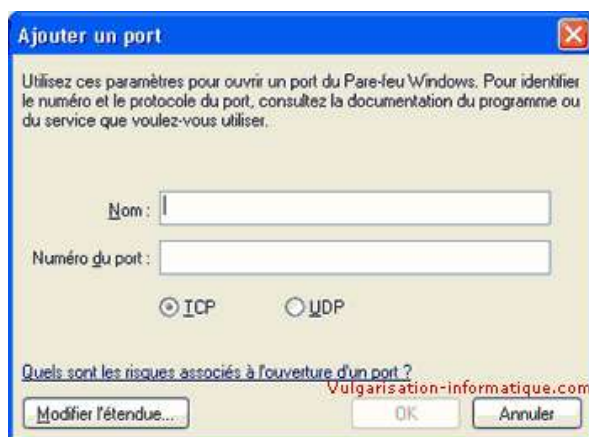 Ajouter un port
Utilisez ces paramètres pour ouvrir un port du Pare-feu Windows. Pour identifier
le numéro et le protocole du port, consultez la documentation du programme ou
du service que voulez-vous utiliser.
Nom :
Numéro du port :
TCP UDP
Quels sont les risques associés à l'ouverture d'un port ?
Vulgarisation-informatique.com
Modifier l'étendue... OK Annuler